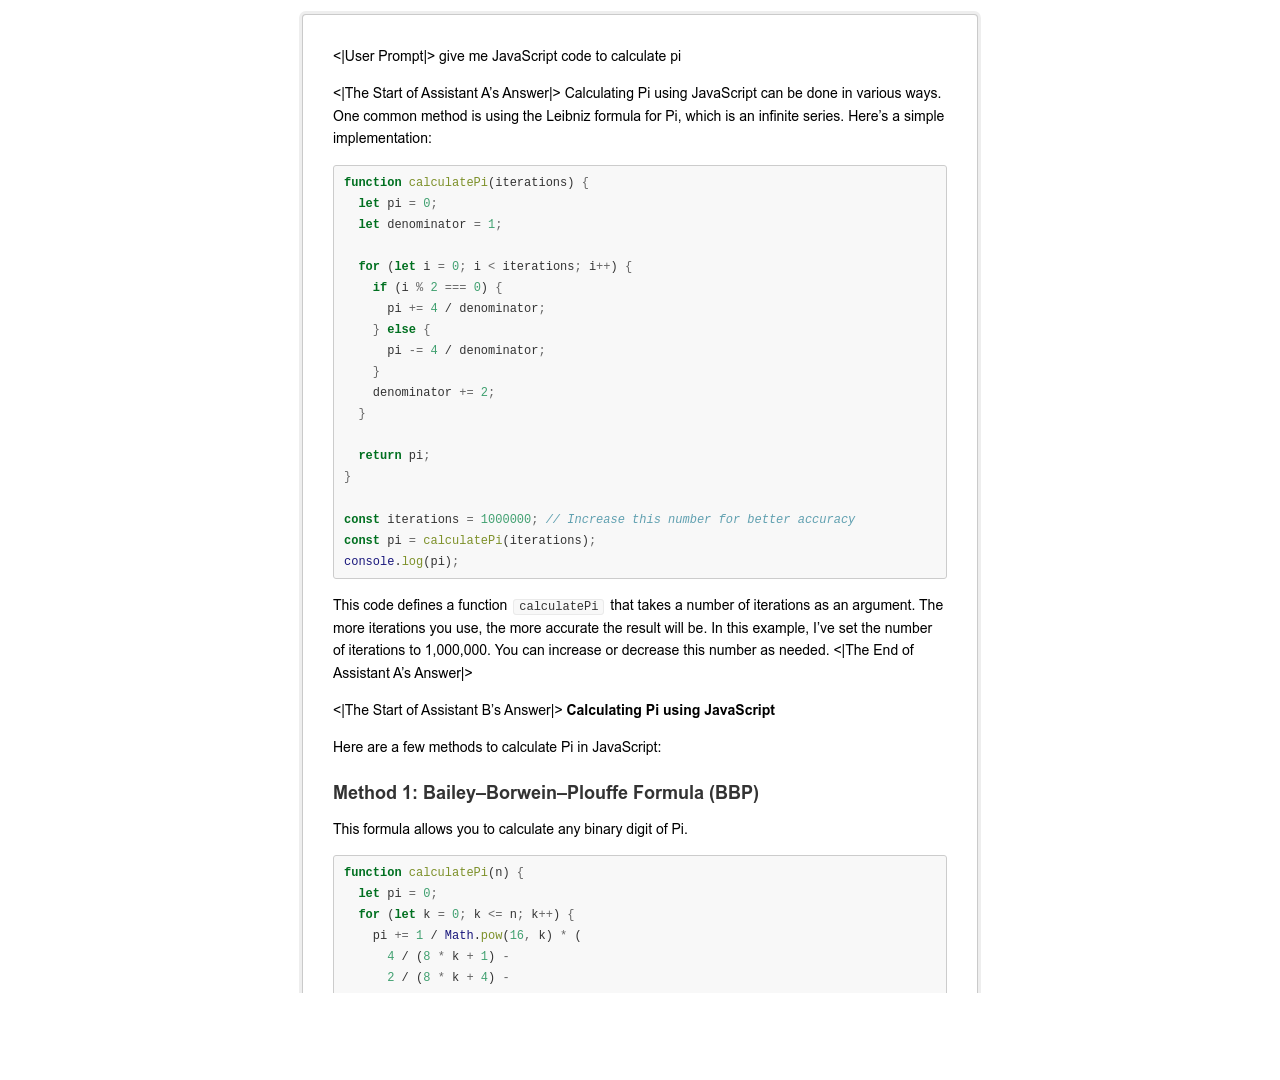 <|User Prompt|> give me JavaScript code to calculate pi
<|The Start of Assistant A’s Answer|> Calculating Pi using JavaScript can be done in various ways.
One common method is using the Leibniz formula for Pi, which is an infinite series. Here’s a simple
implementation:
function calculatePi(iterations) {
  let pi = 0;
  let denominator = 1;

  for (let i = 0; i < iterations; i++) {
    if (i % 2 === 0) {
      pi += 4 / denominator;
    } else {
      pi -= 4 / denominator;
    }
    denominator += 2;
  }

  return pi;
}

const iterations = 1000000; // Increase this number for better accuracy
const pi = calculatePi(iterations);
console.log(pi);
This code defines a function calculatePi that takes a number of iterations as an argument. The
more iterations you use, the more accurate the result will be. In this example, I’ve set the number
of iterations to 1,000,000. You can increase or decrease this number as needed. <|The End of
Assistant A’s Answer|>
<|The Start of Assistant B’s Answer|> Calculating Pi using JavaScript
Here are a few methods to calculate Pi in JavaScript:
Method 1: Bailey–Borwein–Plouffe Formula (BBP)
This formula allows you to calculate any binary digit of Pi.
function calculatePi(n) {
  let pi = 0;
  for (let k = 0; k <= n; k++) {
    pi += 1 / Math.pow(16, k) * (
      4 / (8 * k + 1) -
      2 / (8 * k + 4) -